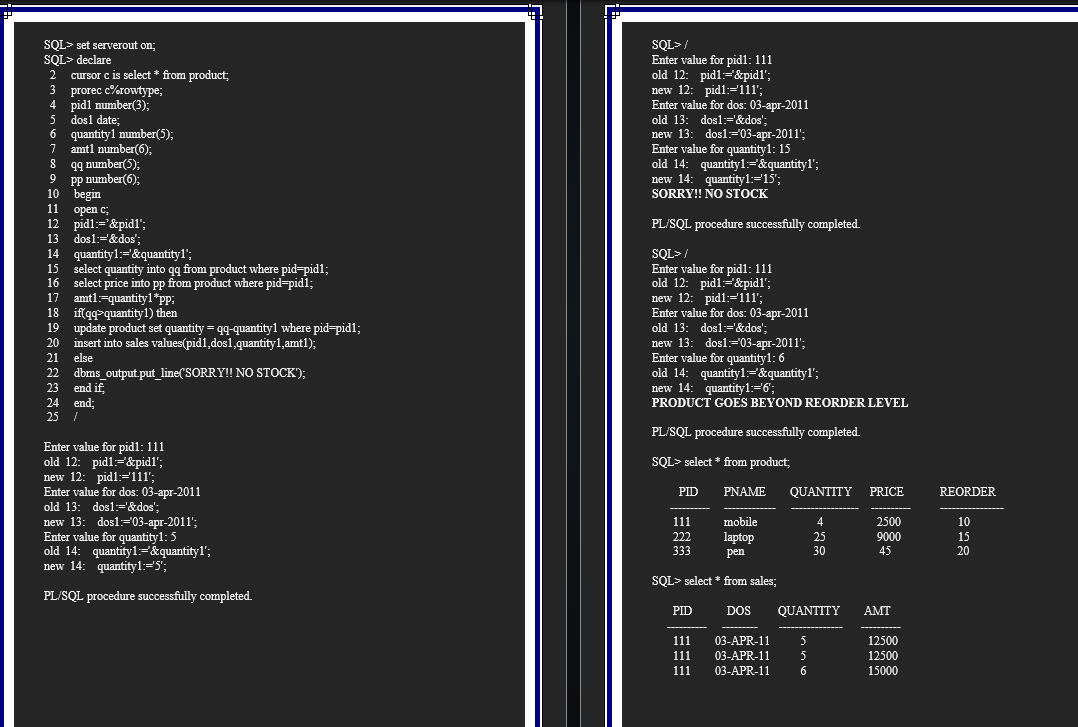 SQL> set serverout on;
SQL> declare
2 cursor c is select * from product;
3 prorec c%rowtype;
4 pid1 number(3);
5 dos1 date;
6 quantity1 number(5);
7 amt1 number(6);
8 qq number(5);
9 pp number(6);
10 begin
11 open c;
12 pid1:='&pid1';
13 dos1:='&dos';
14 quantity1:='&quantity1';
15 select quantity into qq from product where pid=pid1;
16 select price into pp from product where pid=pid1;
17 amt1:=quantity1*pp;
18 if(qq>quantity1) then
19 update product set quantity = qq-quantity1 where pid=pid1;
20 insert into sales values(pid1,dos1,quantity1,amt1);
21 else
22 dbms_output.put_line('SORRY!! NO STOCK');
23 end if;
24 end;
25 /
Enter value for pid1: 111
old 12: pid1:='&pid1';
new 12: pid1:='111';
Enter value for dos: 03-apr-2011
old 13: dos1:='&dos';
new 13: dos1:='03-apr-2011';
Enter value for quantity1: 5
old 14: quantity1:='&quantity1';
new 14: quantity1:='5';
PL/SQL procedure successfully completed.
SQL> /
Enter value for pid1: 111
old 12: pid1:='&pid1';
new 12: pid1:='111';
Enter value for dos: 03-apr-2011
old 13: dos1:='&dos';
new 13: dos1:='03-apr-2011';
Enter value for quantity1: 15
old 14: quantity1:='&quantity1';
new 14: quantity1:='15';
SORRY!! NO STOCK
PL/SQL procedure successfully completed.
SQL> /
Enter value for pid1: 111
old 12: pid1:='&pid1';
new 12: pid1:='111';
Enter value for dos: 03-apr-2011
old 13: dos1:='&dos';
new 13: dos1:='03-apr-2011';
Enter value for quantity1: 6
old 14: quantity1:='&quantity1';
new 14: quantity1:='6';
PRODUCT GOES BEYOND REORDER LEVEL
PL/SQL procedure successfully completed.
SQL> select * from product;
PID PNAME QUANTITY PRICE REORDER
---------- ------------- ----------------- ---------- ----------------
111 mobile 4 2500 10
222 laptop 25 9000 15
333 pen 30 45 20
SQL> select * from sales;
PID DOS QUANTITY AMT
---------- --------- ---------------- ----------
111 03-APR-11 5 12500
111 03-APR-11 5 12500
111 03-APR-11 6 15000